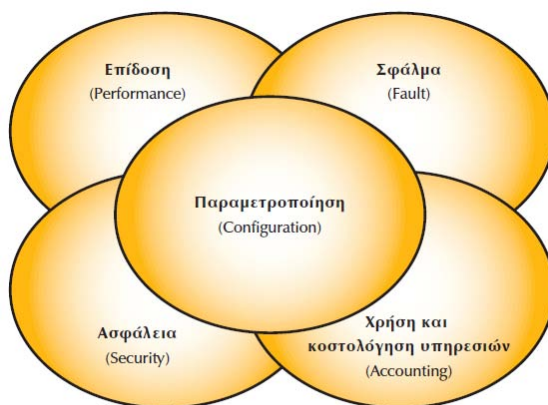 Επίδοση
(Performance)
Σφάλμα
(Fault)
Παραμετροποίηση
(Configuration)
Ασφάλεια
(Security)
Χρήση και
κοστολόγηση υπηρεσιών
(Accounting)